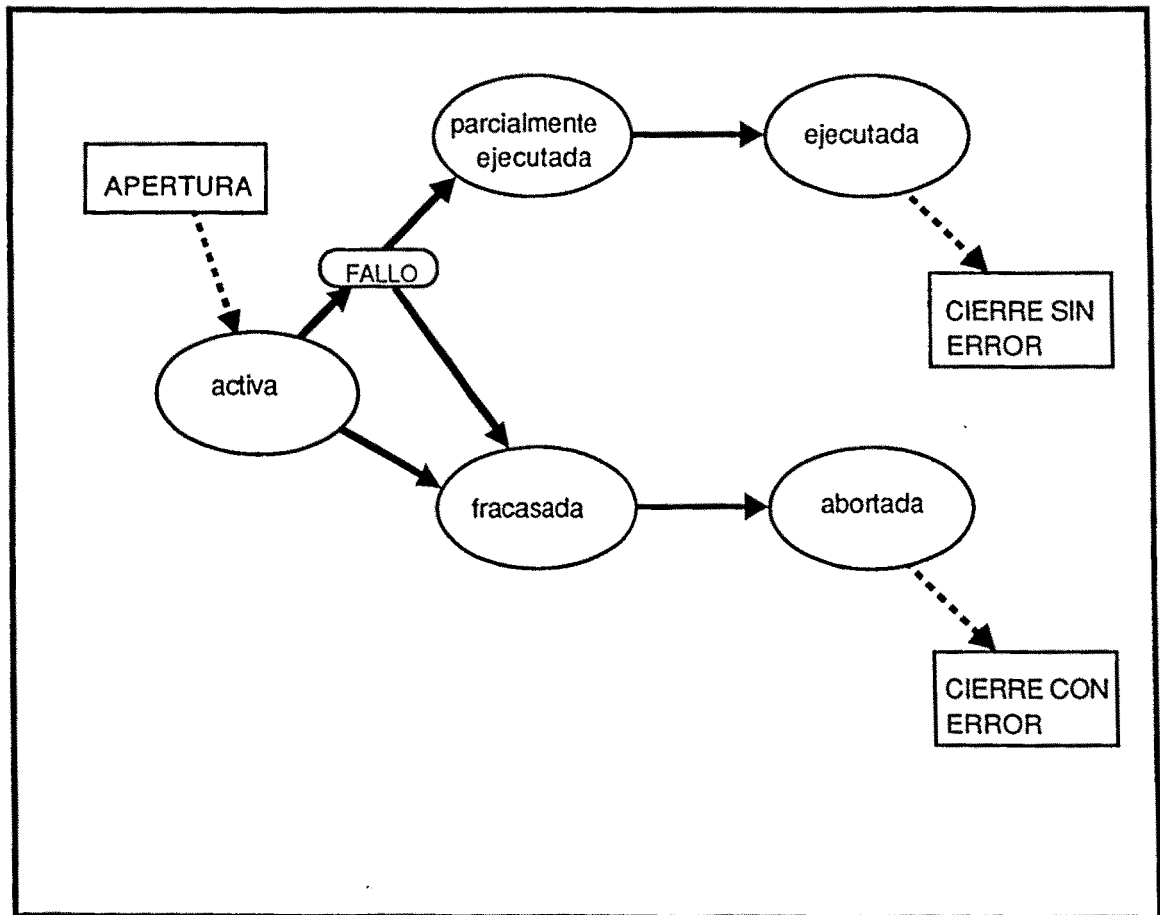 parcialmente
ejecutada
ejecutada
APERTURA
FALLO
CIERRE SIN
ERROR
activa
fracasada
abortada
CIERRE CON
ERROR